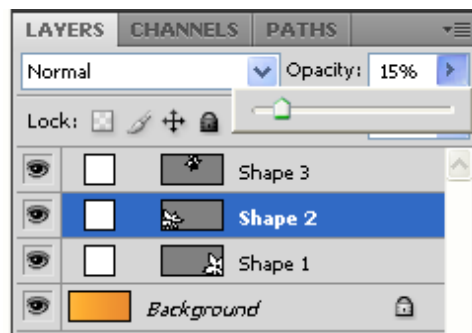 LAYERS CHANNELS PATHS
Normal Opacity: 15%
Lock:
Shape 3
Shape 2
Shape 1
Background